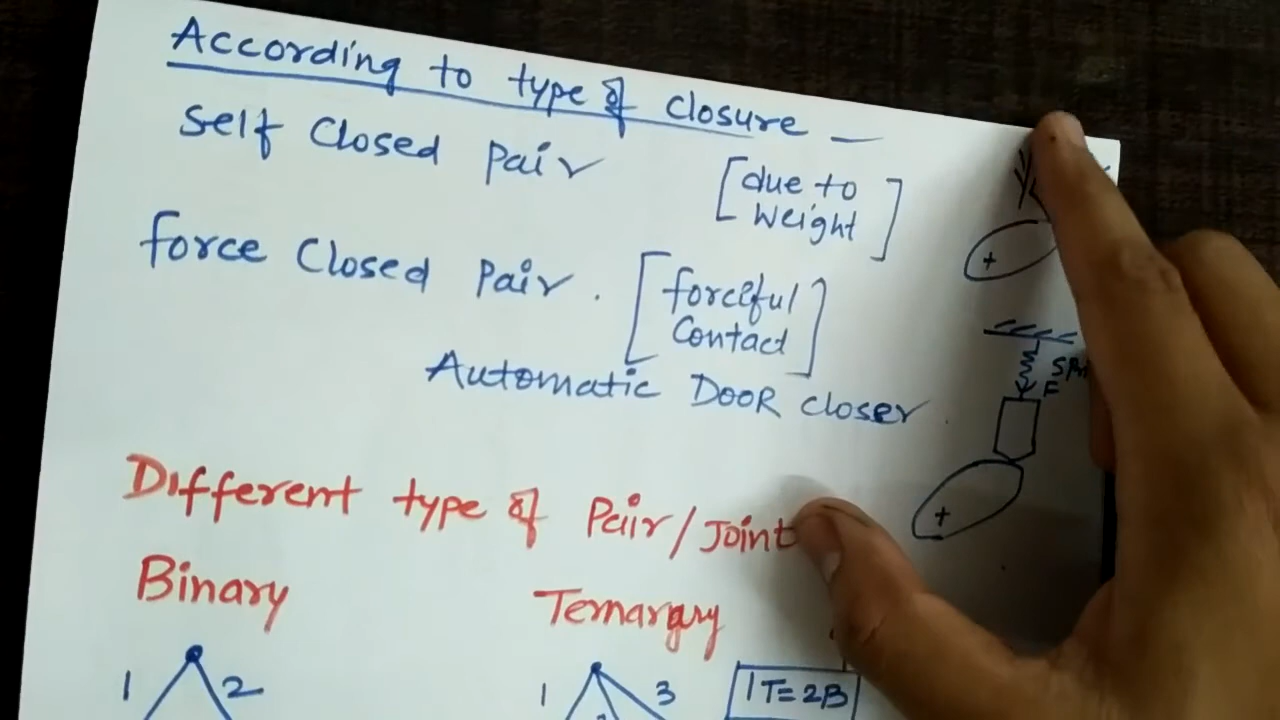 According to type of closure —
Self Closed Pair [due to
Weight]
force Closed Pair. [forceful
Contact]
Automatic DOOR closer.
F
Different type of Pair/Joint
Binary Ternary
1 2 1 3 1T=2B